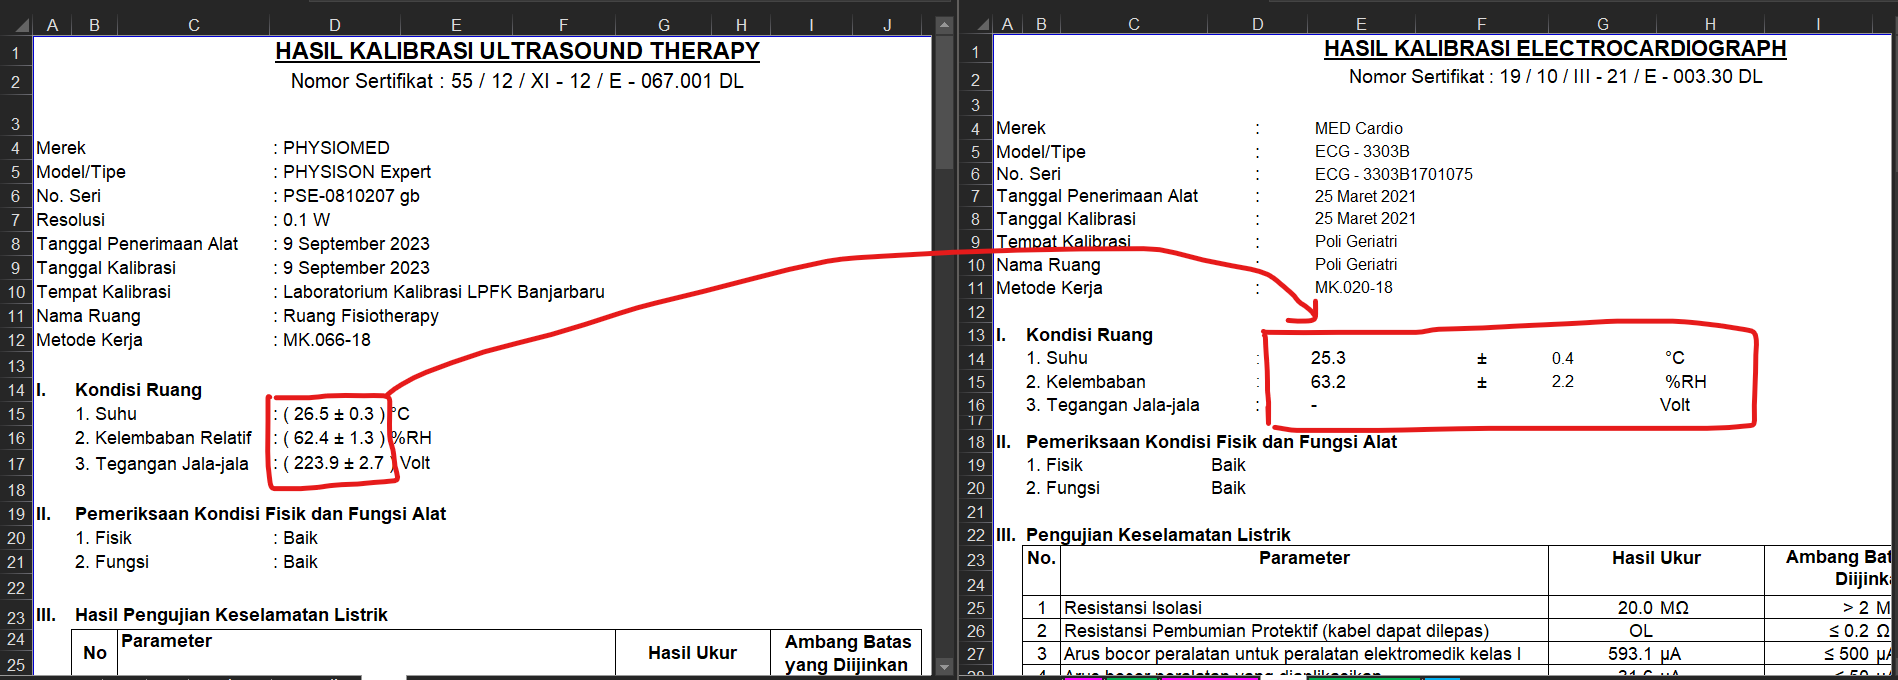 A B C D E F G H I J
1 HASIL KALIBRASI ULTRASOUND THERAPY
2 Nomor Sertifikat : 55 / 12 / XI - 12 / E - 067.001 DL
3
4 Merek : PHYSIOMED
5 Model/Tipe : PHYSISON Expert
6 No. Seri : PSE-0810207 gb
7 Resolusi : 0.1 W
8 Tanggal Penerimaan Alat : 9 September 2023
9 Tanggal Kalibrasi : 9 September 2023
10 Tempat Kalibrasi : Laboratorium Kalibrasi LPFK Banjarbaru
11 Nama Ruang : Ruang Fisiotherapy
12 Metode Kerja : MK.066-18
13
14 I. Kondisi Ruang
15 1. Suhu : ( 26.5 ± 0.3 ) °C
16 2. Kelembaban Relatif : ( 62.4 ± 1.3 ) %RH
17 3. Tegangan Jala-jala : ( 223.9 ± 2.7 ) Volt
18
19 II. Pemeriksaan Kondisi Fisik dan Fungsi Alat
20 1. Fisik : Baik
21 2. Fungsi : Baik
22
23 III. Hasil Pengujian Keselamatan Listrik
24 No Parameter Hasil Ukur Ambang Batas
25 yang Diijinkan
A B C D E F G H I
1 HASIL KALIBRASI ELECTROCARDIOGRAPH
2 Nomor Sertifikat : 19 / 10 / III - 21 / E - 003.30 DL
3
4 Merek : MED Cardio
5 Model/Tipe : ECG - 3303B
6 No. Seri : ECG - 3303B1701075
7 Tanggal Penerimaan Alat : 25 Maret 2021
8 Tanggal Kalibrasi : 25 Maret 2021
9 Tempat Kalibrasi : Poli Geriatri
10 Nama Ruang : Poli Geriatri
11 Metode Kerja : MK.020-18
12
13 I. Kondisi Ruang
14 1. Suhu : 25.3 ± 0.4 °C
15 2. Kelembaban : 63.2 ± 2.2 %RH
16 3. Tegangan Jala-jala : - Volt
17
18 II. Pemeriksaan Kondisi Fisik dan Fungsi Alat
19 1. Fisik Baik
20 2. Fungsi Baik
21
22 III. Pengujian Keselamatan Listrik
23 No. Parameter Hasil Ukur Ambang Bat
24 Diijink
25 1 Resistansi Isolasi 20.0 MΩ > 2 M
26 2 Resistansi Pembumian Protektif (kabel dapat dilepas) OL ≤ 0.2 Ω
27 3 Arus bocor peralatan untuk peralatan elektromedik kelas I 593.1 µA ≤ 500 µA